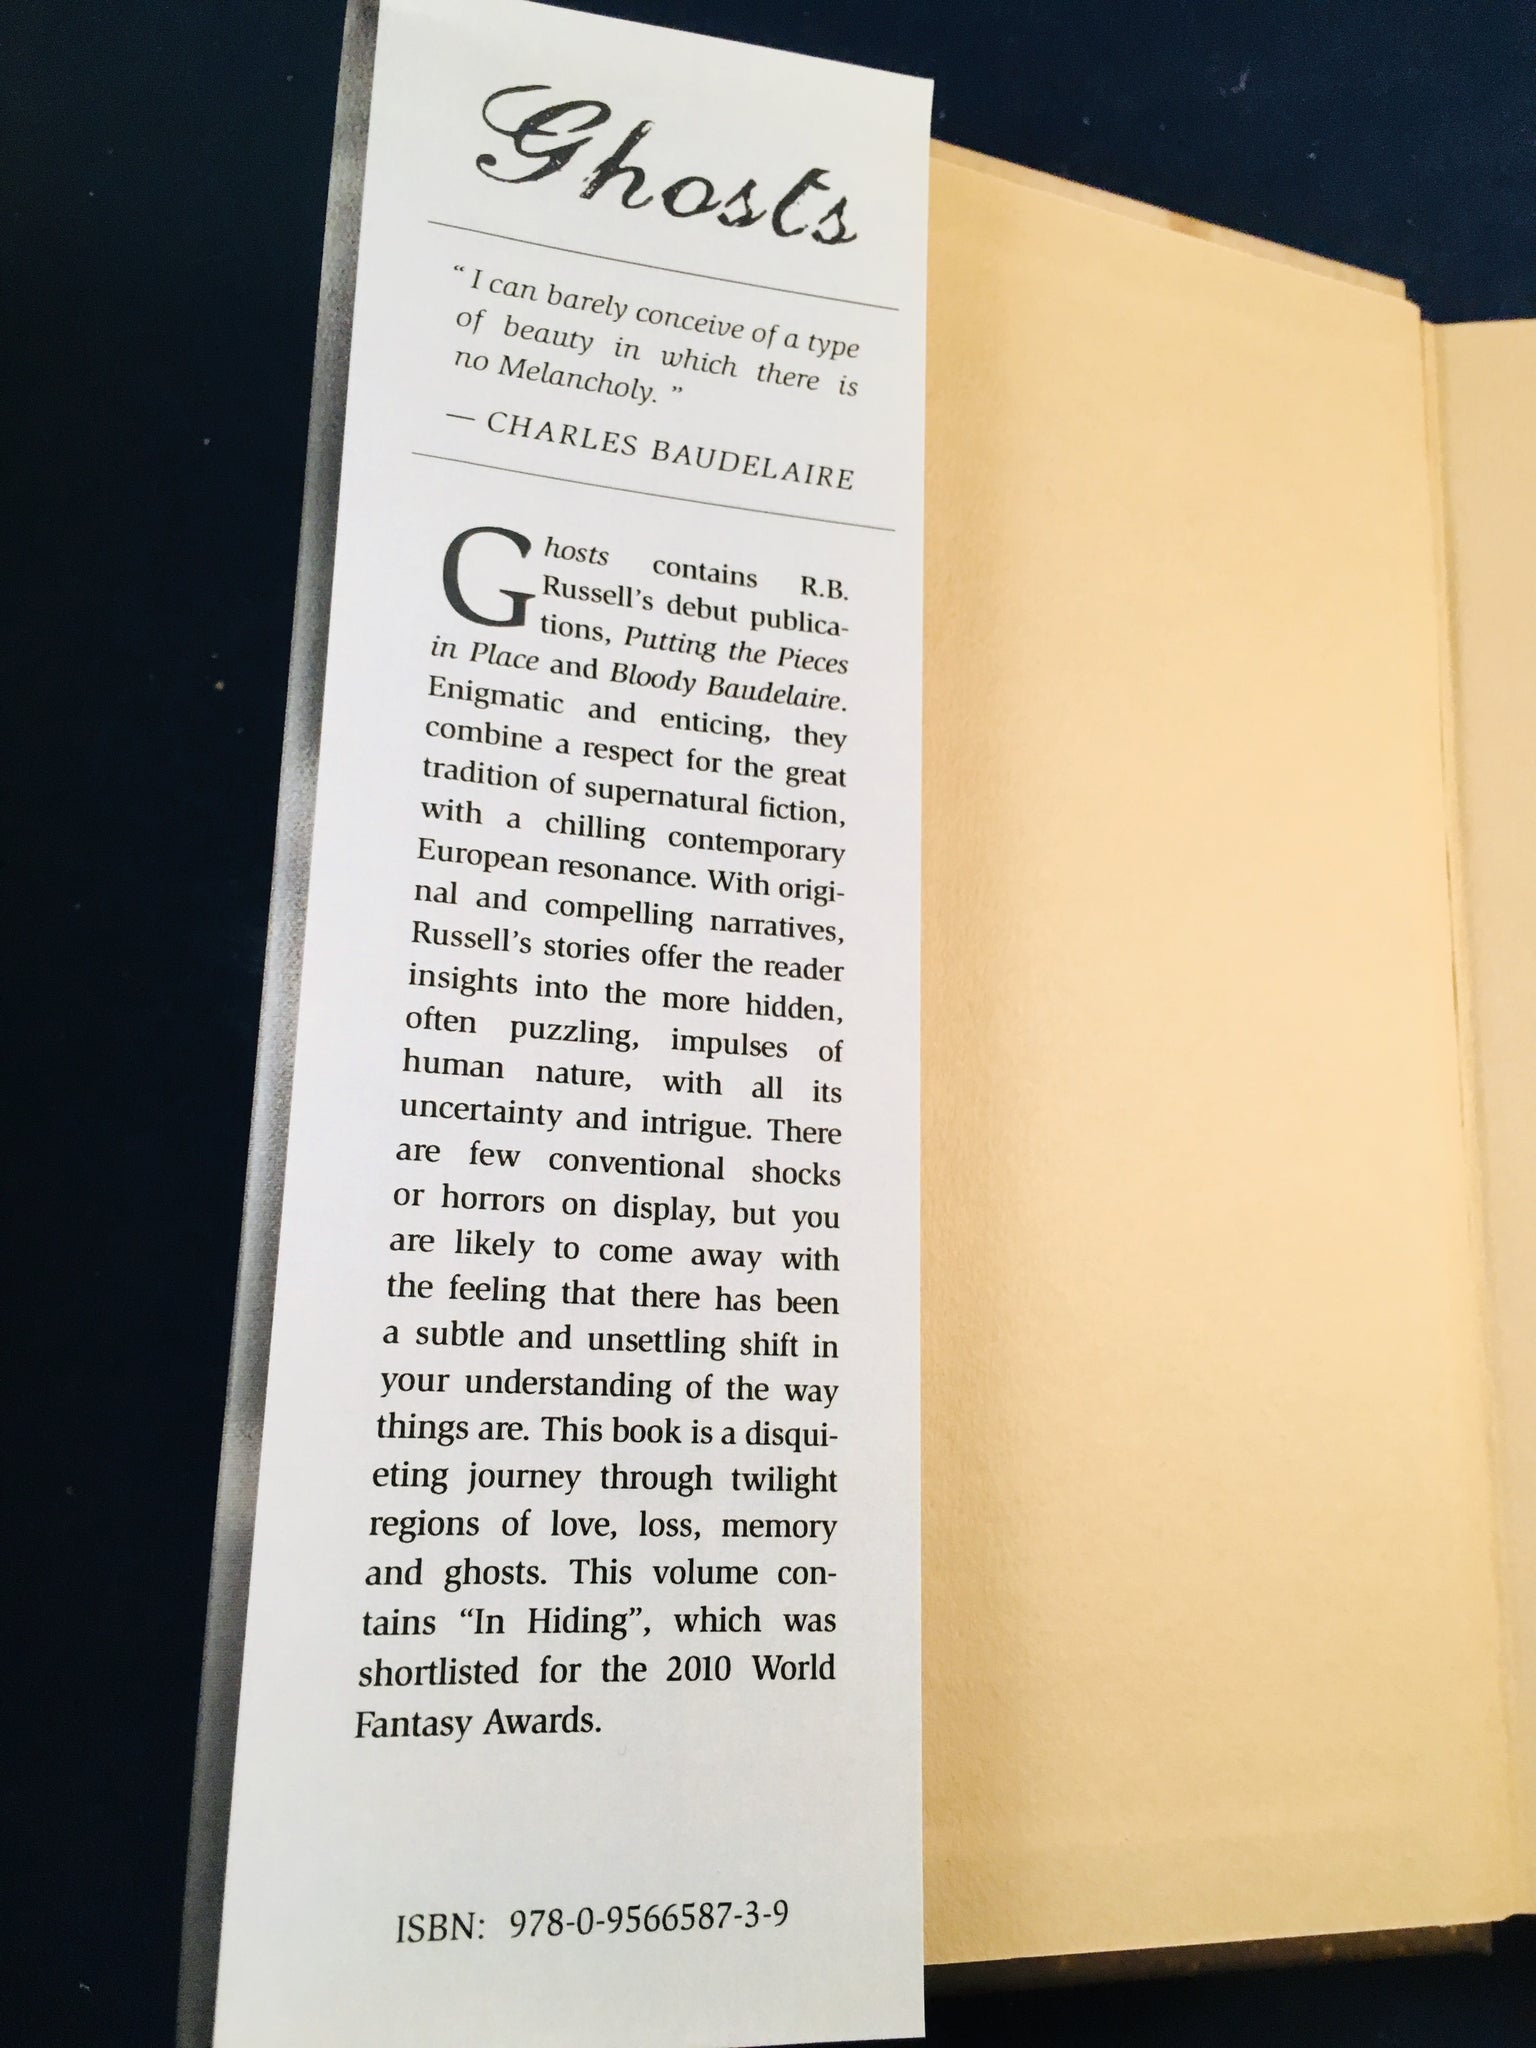 Ghosts
“ I can barely conceive of a type
of beauty in which there is
no Melancholy. ”
— CHARLES BAUDELAIRE
Ghosts contains R.B.
Russell’s debut publica-
tions, Putting the Pieces
in Place and Bloody Baudelaire.
Enigmatic and enticing, they
combine a respect for the great
tradition of supernatural fiction,
with a chilling contemporary
European resonance. With origi-
nal and compelling narratives,
Russell’s stories offer the reader
insights into the more hidden,
often puzzling, impulses of
human nature, with all its
uncertainty and intrigue. There
are few conventional shocks
or horrors on display, but you
are likely to come away with
the feeling that there has been
a subtle and unsettling shift in
your understanding of the way
things are. This book is a disqui-
eting journey through twilight
regions of love, loss, memory
and ghosts. This volume con-
tains “In Hiding”, which was
shortlisted for the 2010 World
Fantasy Awards.
ISBN: 978-0-9566587-3-9